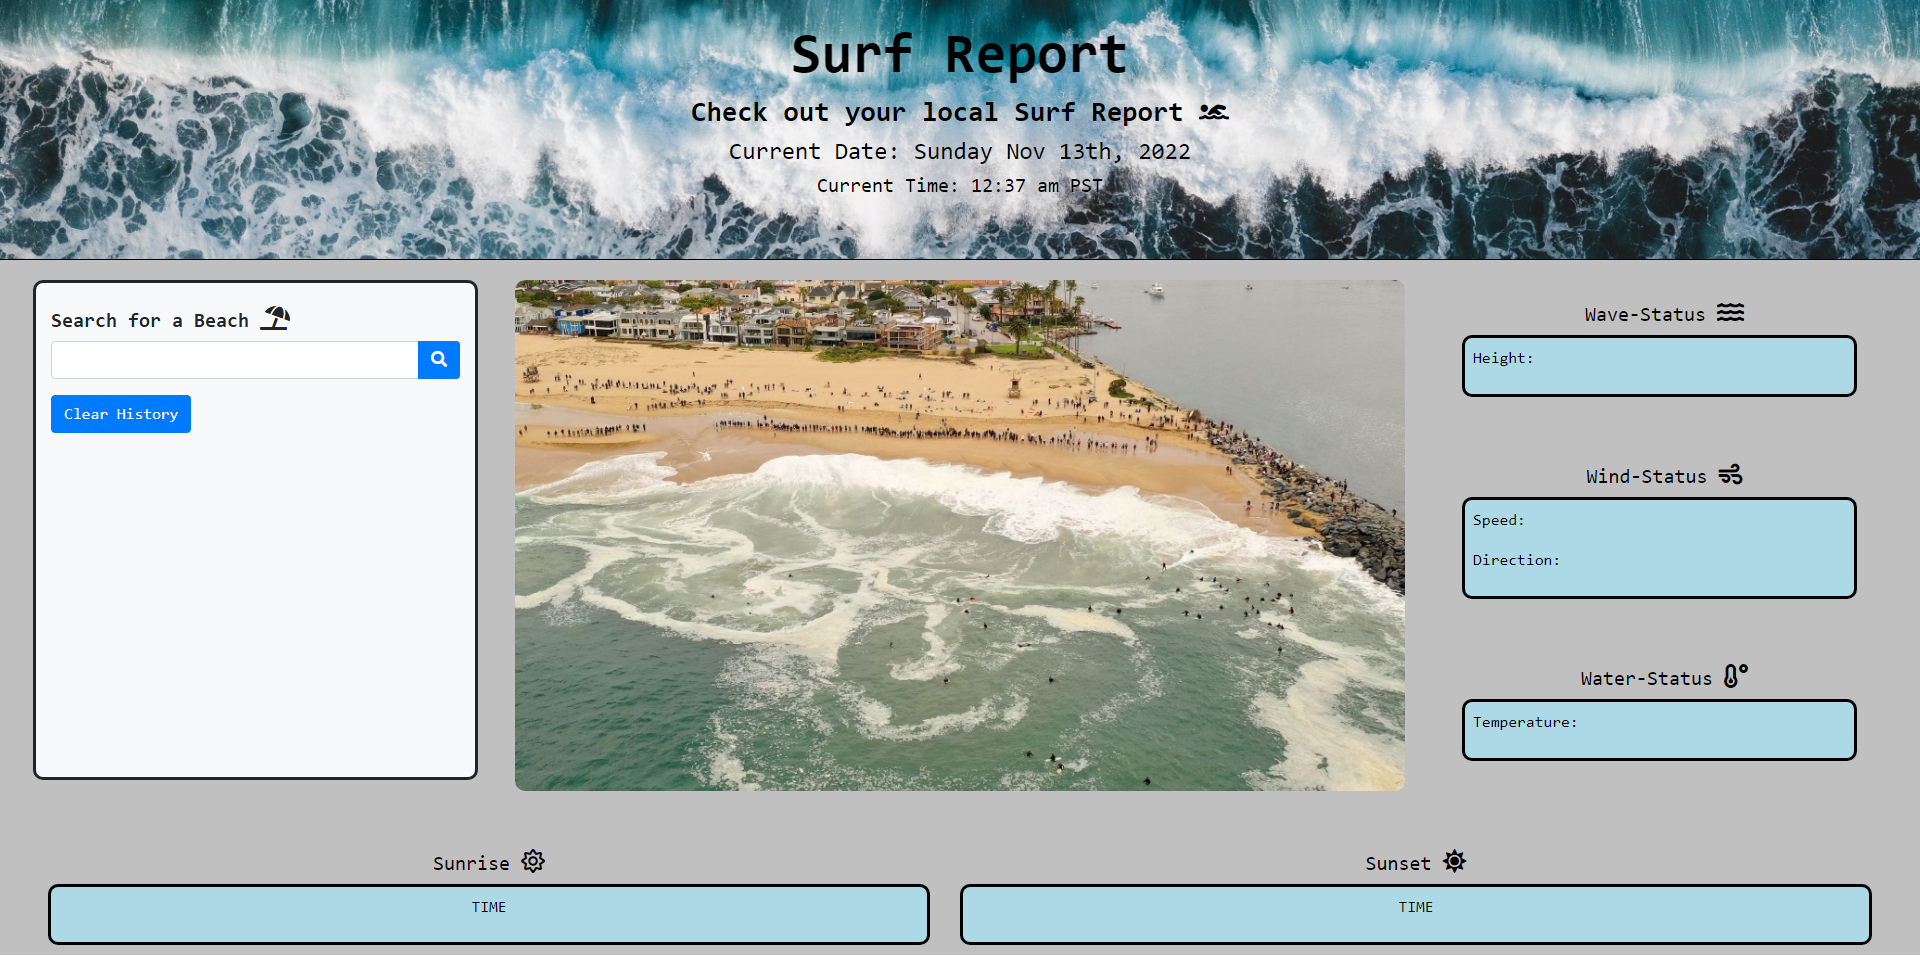 Surf Report
Check out your local Surf Report
Current Date: Sunday Nov 13th, 2022
Current Time: 12:37 am PST
Search for a Beach
Clear History
Wave-Status
Height:
Wind-Status
Speed:
Direction:
Water-Status
Temperature:
Sunrise
TIME
Sunset
TIME